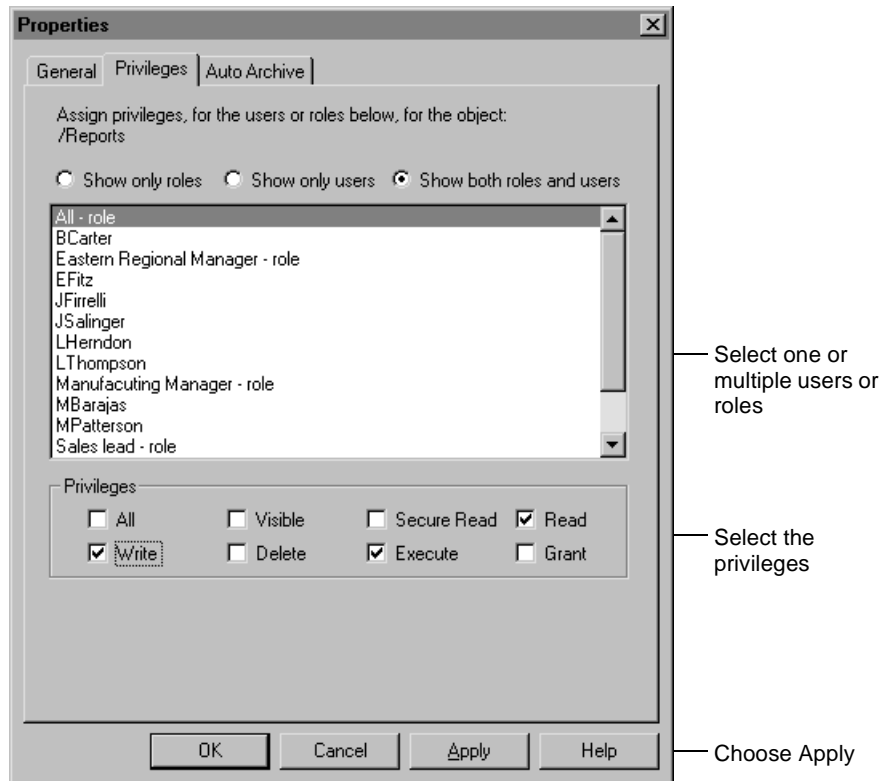 Properties
General Privileges Auto Archive
Assign privileges, for the users or roles below, for the object:
/Reports
Show only roles Show only users Show both roles and users
All - role
BCarter
Eastern Regional Manager - role
EFitz
JFirrelli
JSalinger
LHerndon
LThompson
Manufacuting Manager - role
MBarajas
MPatterson
Sales lead - role
Select one or
multiple users or
roles
Privileges
All Visible Secure Read Read
Write Delete Execute Grant
Select the
privileges
OK Cancel Apply Help
Choose Apply